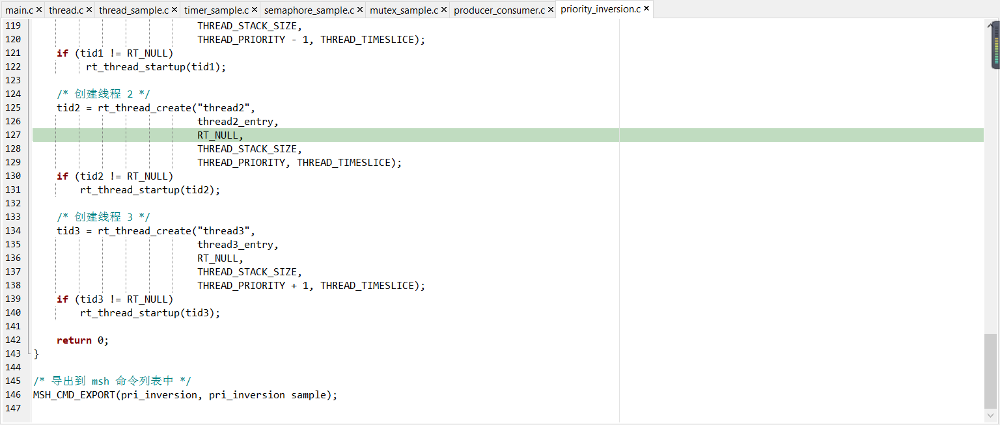 main.c × thread.c × thread_sample.c × timer_sample.c × semaphore_sample.c × mutex_sample.c × producer_consumer.c × priority_inversion.c ×
119 THREAD_STACK_SIZE,
120 THREAD_PRIORITY - 1, THREAD_TIMESLICE);
121 if (tid1 != RT_NULL)
122 rt_thread_startup(tid1);
123
124 /* 创建线程 2 */
125 tid2 = rt_thread_create("thread2",
126 thread2_entry,
127 RT_NULL,
128 THREAD_STACK_SIZE,
129 THREAD_PRIORITY, THREAD_TIMESLICE);
130 if (tid2 != RT_NULL)
131 rt_thread_startup(tid2);
132
133 /* 创建线程 3 */
134 tid3 = rt_thread_create("thread3",
135 thread3_entry,
136 RT_NULL,
137 THREAD_STACK_SIZE,
138 THREAD_PRIORITY + 1, THREAD_TIMESLICE);
139 if (tid3 != RT_NULL)
140 rt_thread_startup(tid3);
141
142 return 0;
143 }
144
145 /* 导出到 msh 命令列表中 */
146 MSH_CMD_EXPORT(pri_inversion, pri_inversion sample);
147